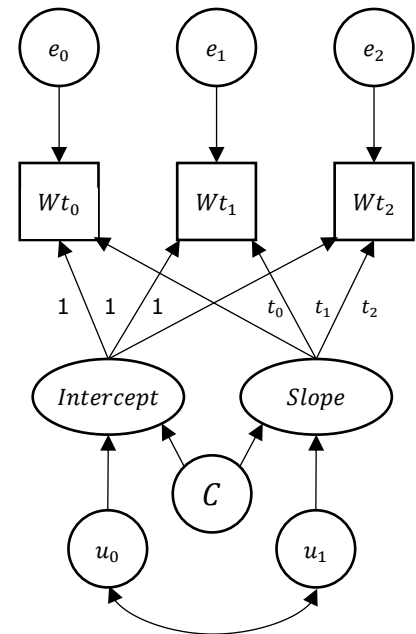 e₀ e₁ e₂
Wt₀ Wt₁ Wt₂
1 1 1 t₀ t₁ t₂
Intercept Slope
C
u₀ u₁